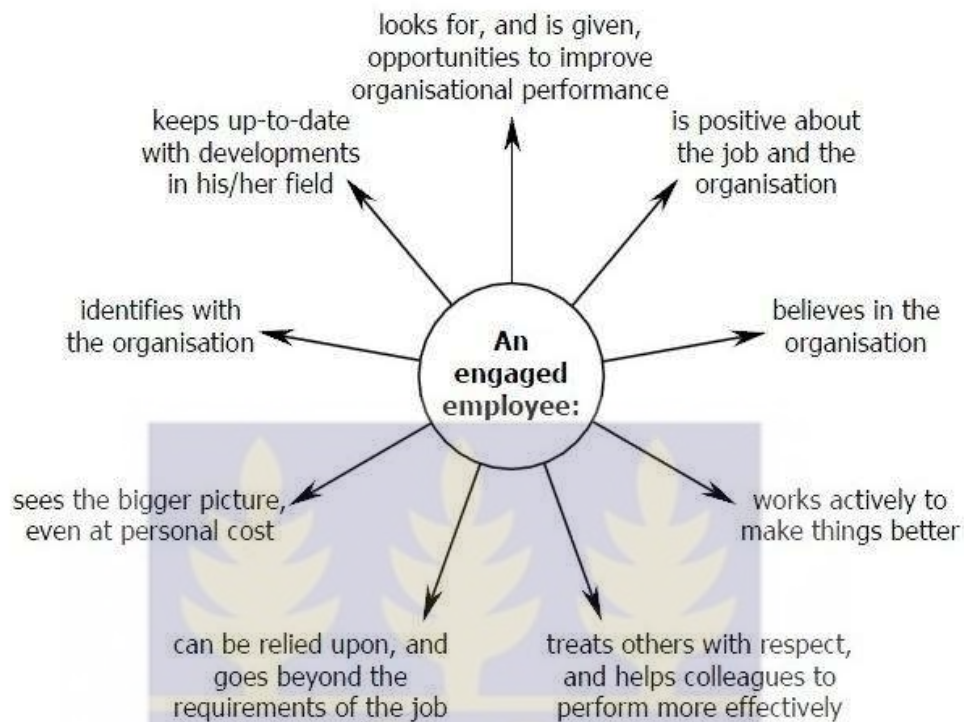 looks for, and is given,
opportunities to improve
organisational performance
is positive about
the job and the
organisation
believes in the
organisation
works actively to
make things better
treats others with respect,
and helps colleagues to
perform more effectively
can be relied upon, and
goes beyond the
requirements of the job
sees the bigger picture,
even at personal cost
identifies with
the organisation
keeps up-to-date
with developments
in his/her field
An
engaged
employee: